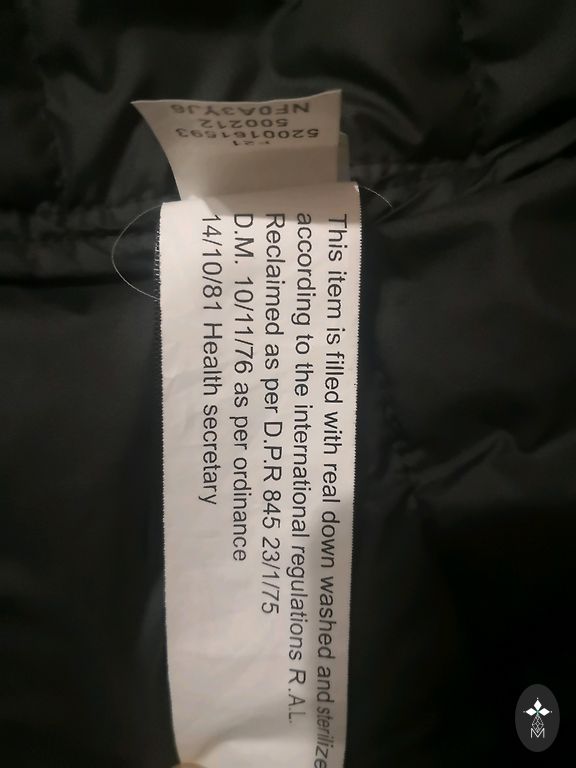 F21
5200161593
500212
NF0A3YJ6
This item is filled with real down washed and sterilize
according to the international regulations R.A.L.
Reclaimed as per D.P.R 845 23/1/75
D.M. 10/11/76 as per ordinance
14/10/81 Health secretary
M